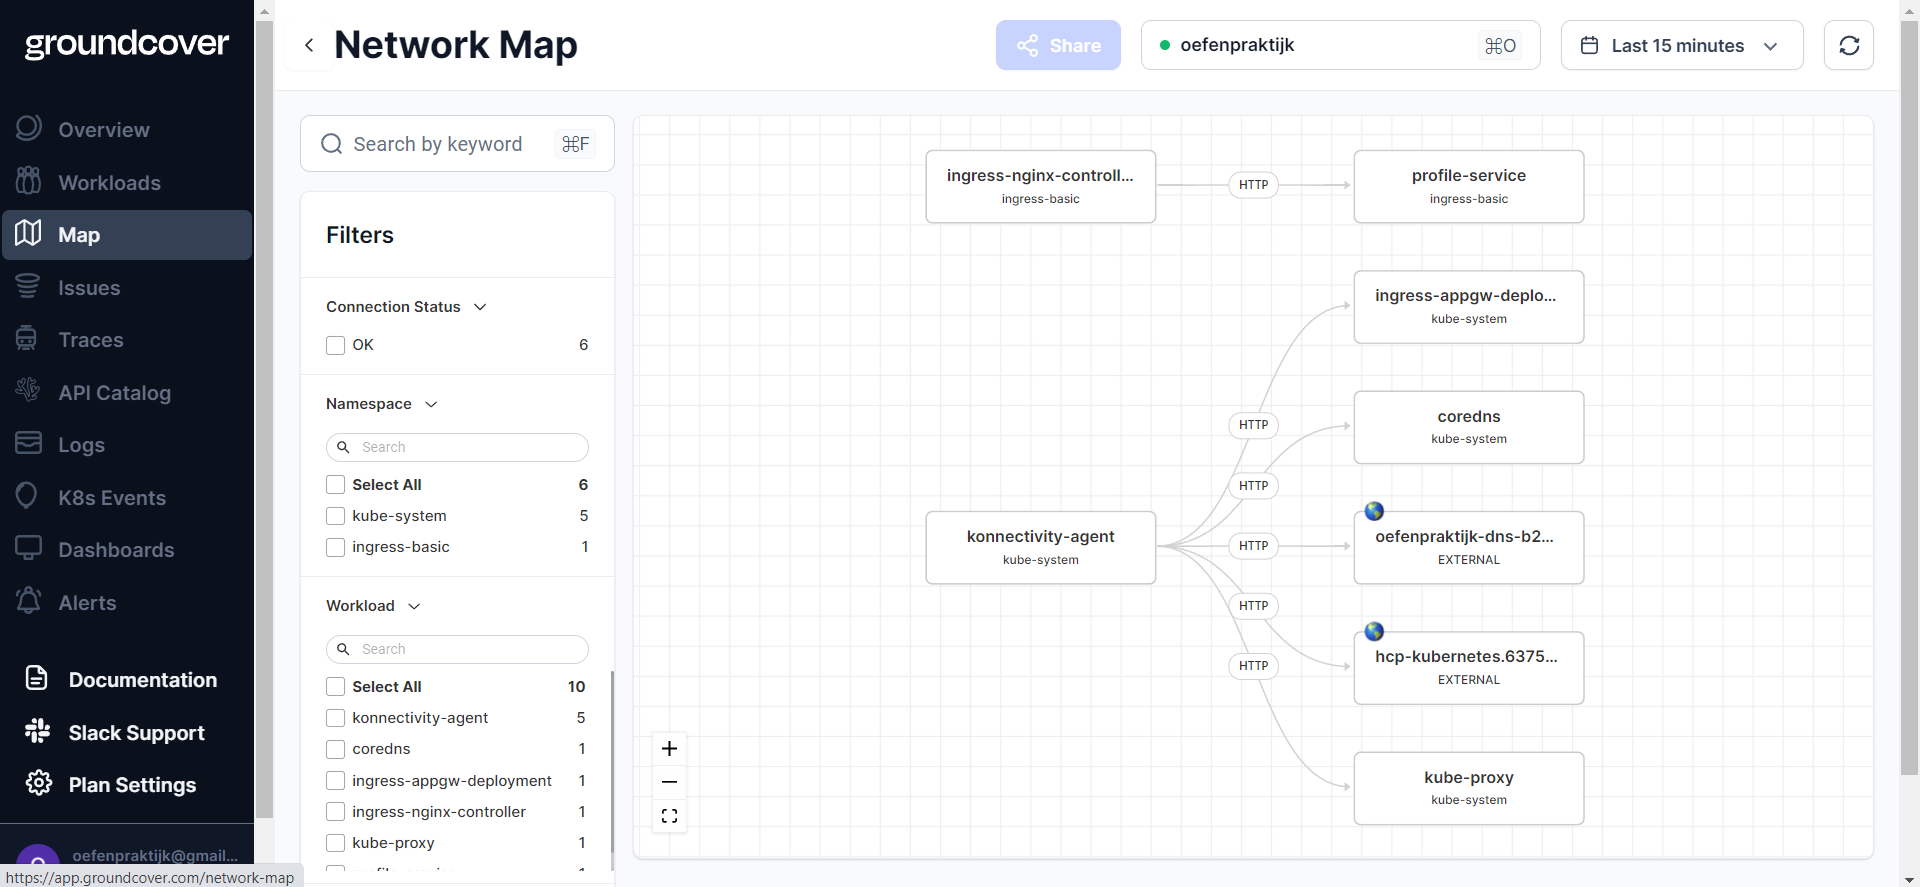 groundcover
Overview
Workloads
Map
Issues
Traces
API Catalog
Logs
K8s Events
Dashboards
Alerts
Documentation
Slack Support
Plan Settings
oefenpraktijk@gmail...
https://app.groundcover.com/network-map
Network Map
Share
oefenpraktijk ⌘O
Last 15 minutes
Search by keyword ⌘F
Filters
Connection Status
OK 6
Namespace
Search
Select All 6
kube-system 5
ingress-basic 1
Workload
Search
Select All 10
konnectivity-agent 5
coredns 1
ingress-appgw-deployment 1
ingress-nginx-controller 1
kube-proxy 1
ingress-nginx-controll...
ingress-basic
HTTP
profile-service
ingress-basic
ingress-appgw-deplo...
kube-system
HTTP
coredns
kube-system
HTTP
konnectivity-agent
kube-system
HTTP
oefenpraktijk-dns-b2...
EXTERNAL
HTTP
hcp-kubernetes.6375...
EXTERNAL
HTTP
kube-proxy
kube-system